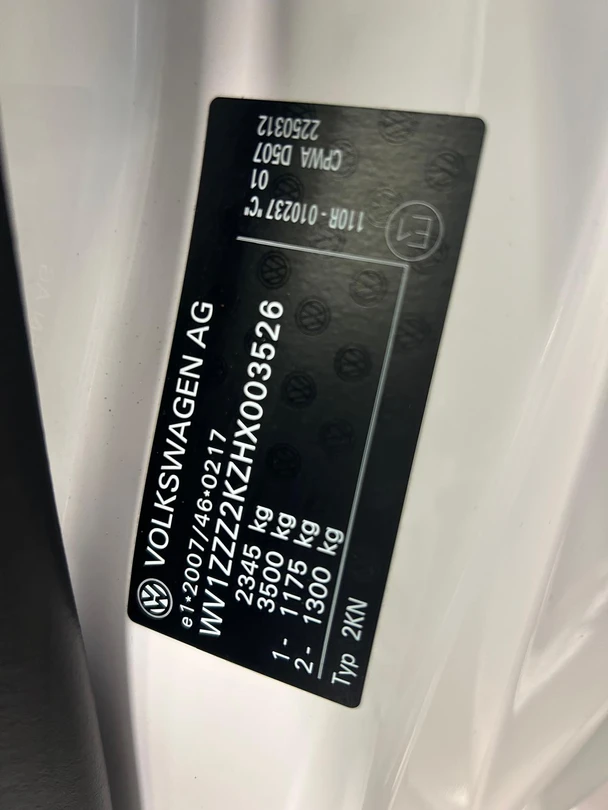 VOLKSWAGEN AG
e1*2007/46*0217
WV1ZZZ2KZHX003526
2345 kg
3500 kg
1- 1175 kg
2- 1300 kg
Typ 2KN
E1
110R-010237 "C"
01
CPWA D507
2250312